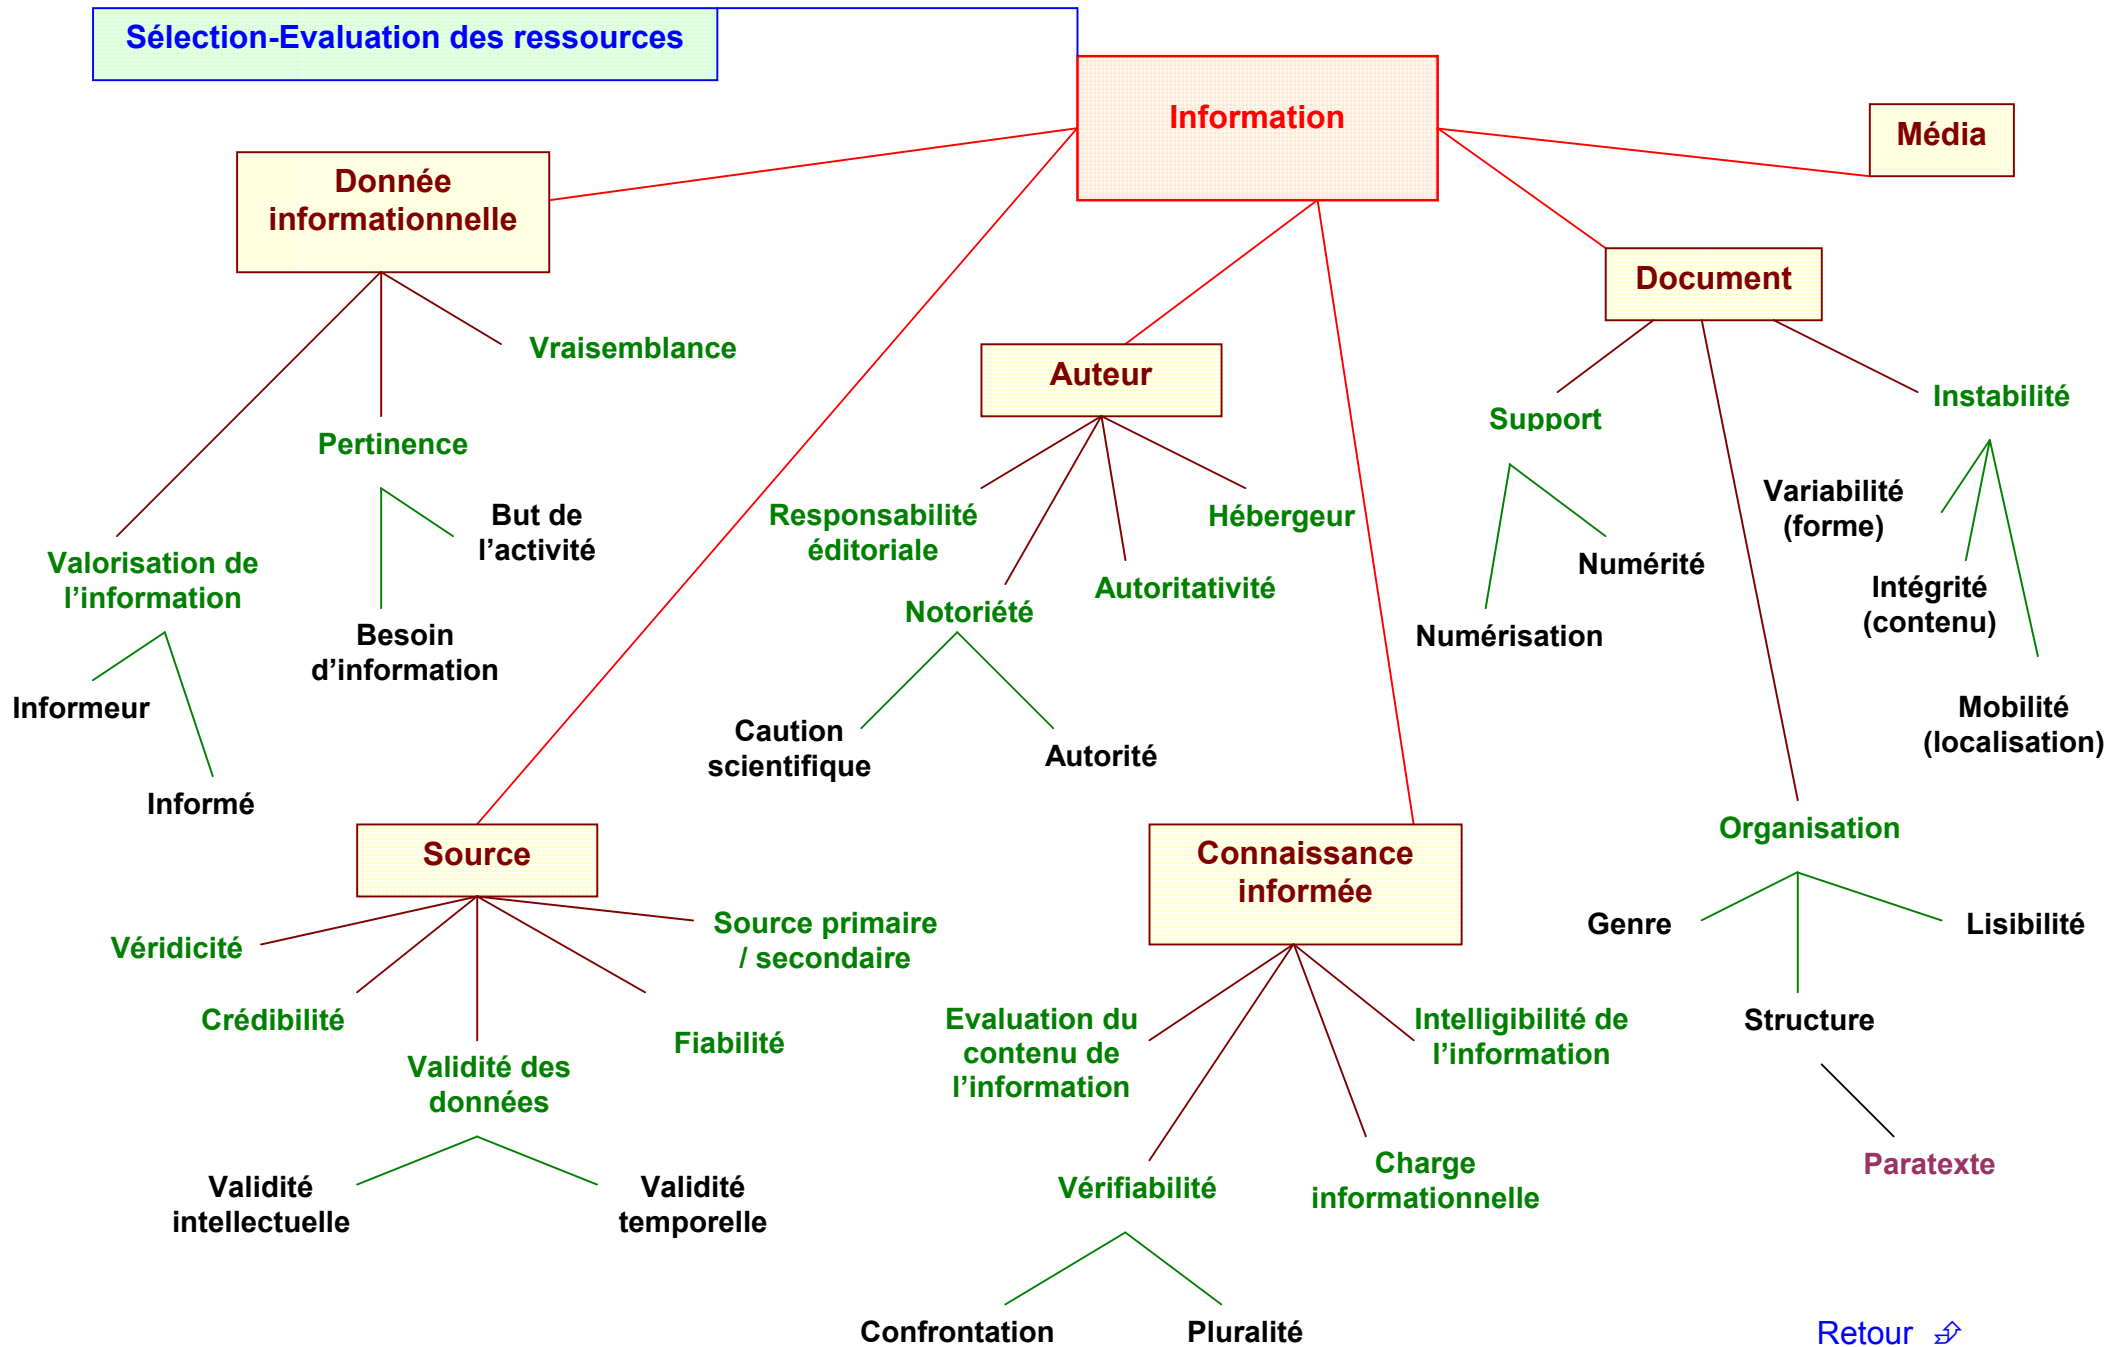 Sélection-Evaluation des ressources
Information
Média
Donnée
informationnelle
Document
Vraisemblance
Auteur
Instabilité
Support
Pertinence
Variabilité
(forme)
But de
l’activité
Responsabilité
éditoriale
Hébergeur
Valorisation de
l’information
Numérité
Autoritativité
Intégrité
(contenu)
Notoriété
Besoin
d’information
Numérisation
Informeur
Mobilité
(localisation)
Caution
scientifique
Autorité
Informé
Organisation
Source
Connaissance
informée
Source primaire
/ secondaire
Genre
Lisibilité
Véridicité
Crédibilité
Evaluation du
contenu de
l’information
Intelligibilité de
l’information
Structure
Fiabilité
Validité des
données
Charge
informationnelle
Paratexte
Vérifiabilité
Validité
intellectuelle
Validité
temporelle
Confrontation
Pluralité
Retour